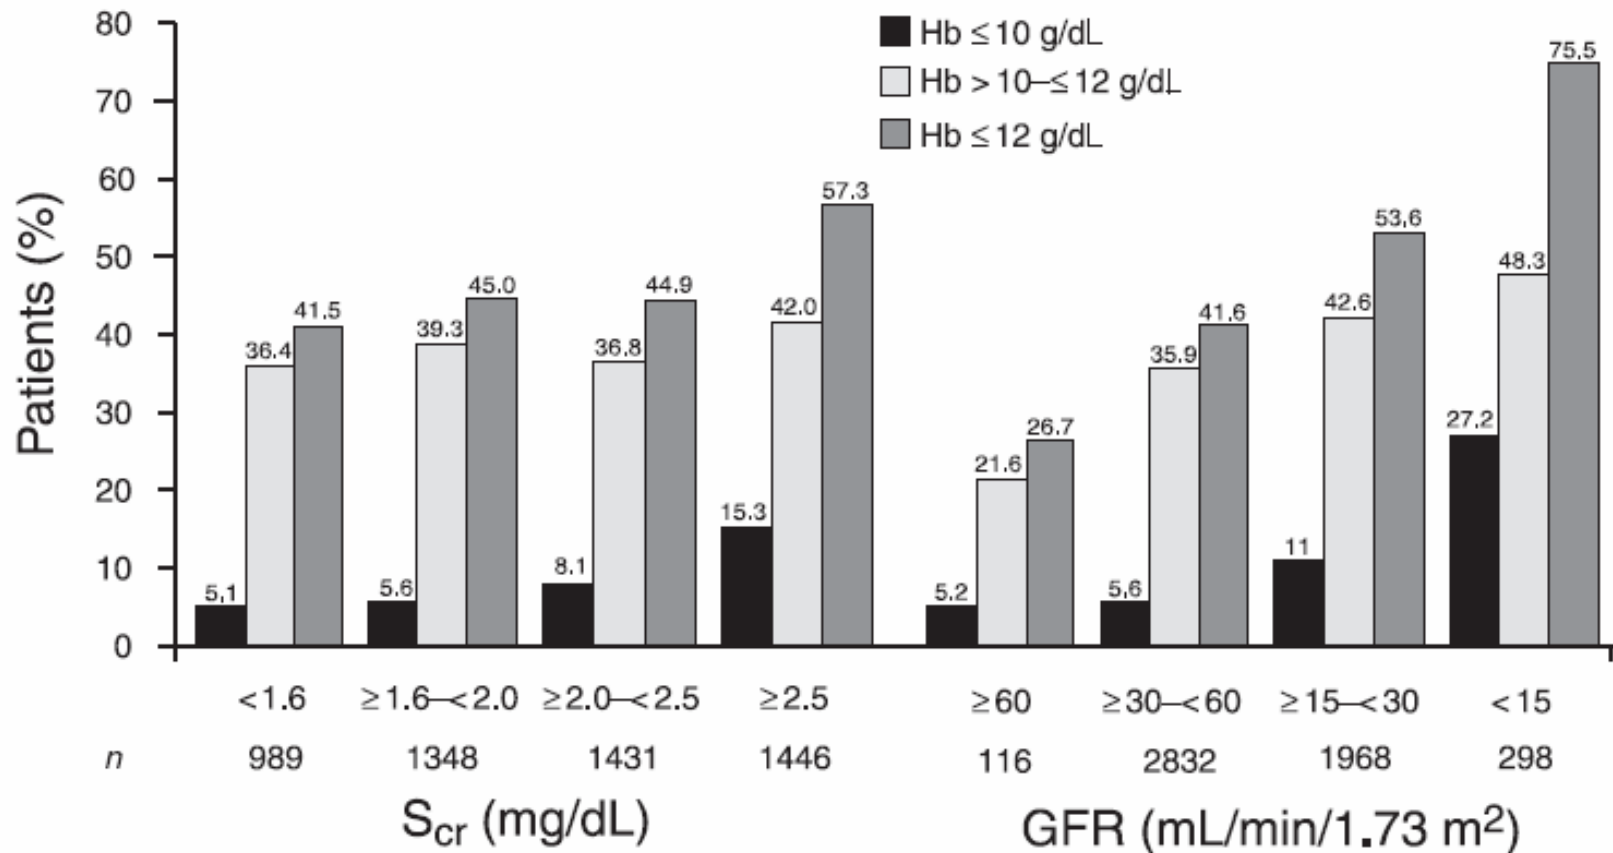 Patients (%)
80
70
60
50
40
30
20
10
0
Hb ≤ 10 g/dL
Hb > 10–≤ 12 g/dL
Hb ≤ 12 g/dL
5.1 36.4 41.5
5.6 39.3 45.0
8.1 36.8 44.9
15.3 42.0 57.3
5.2 21.6 26.7
5.6 35.9 41.6
11 42.6 53.6
27.2 48.3 75.5
<1.6 ≥1.6–<2.0 ≥2.0–<2.5 ≥2.5 ≥60 ≥30–<60 ≥15–<30 <15
n 989 1348 1431 1446 116 2832 1968 298
Scr (mg/dL) GFR (mL/min/1.73 m²)